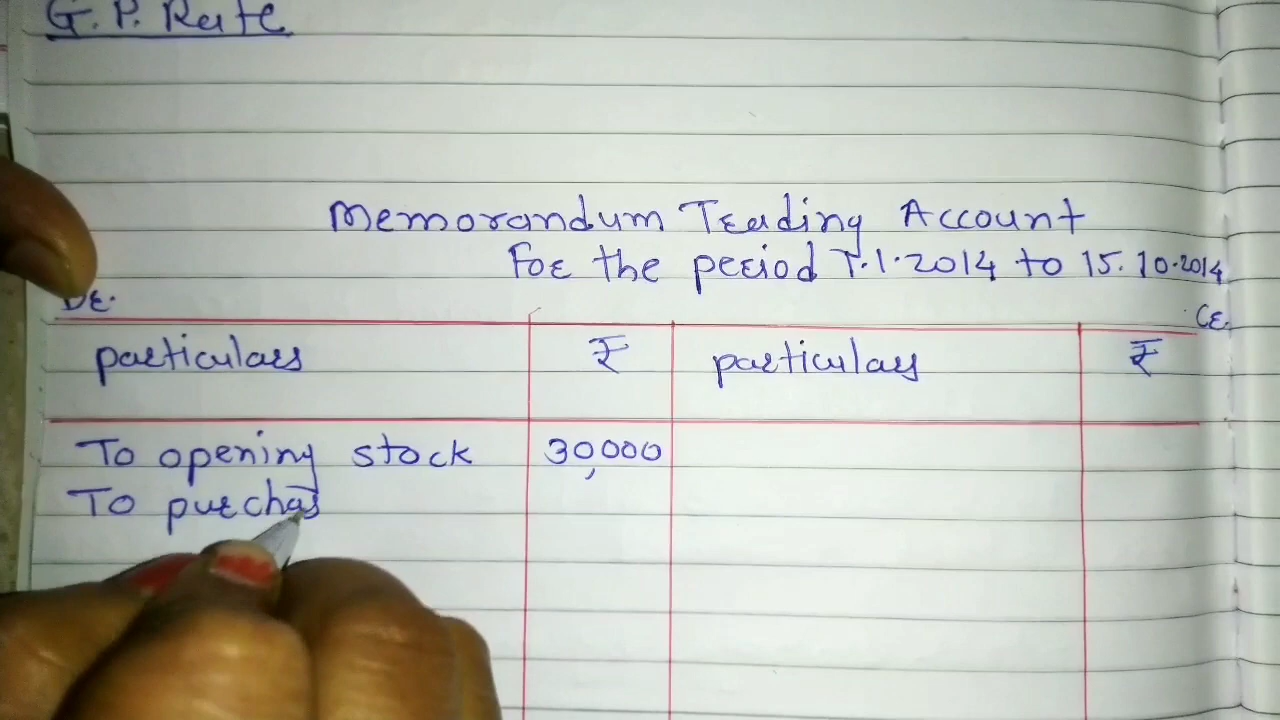 G. P. Rate
Memorandum Trading Account
For the period 1.1.2014 to 15.10.2014
Dr.
Cr.
particulars ₹ particulars ₹
To opening stock 30,000
To purchas